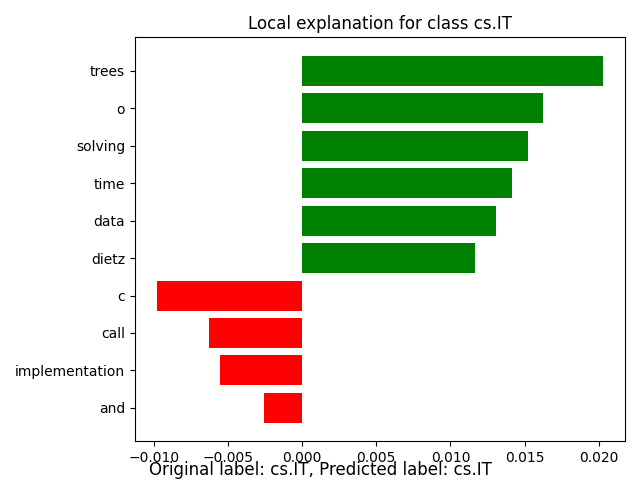 Local explanation for class cs.IT
trees
o
solving
time
data
dietz
c
call
implementation
and
−0.010 −0.005 0.000 0.005 0.010 0.015 0.020
Original label: cs.IT, Predicted label: cs.IT